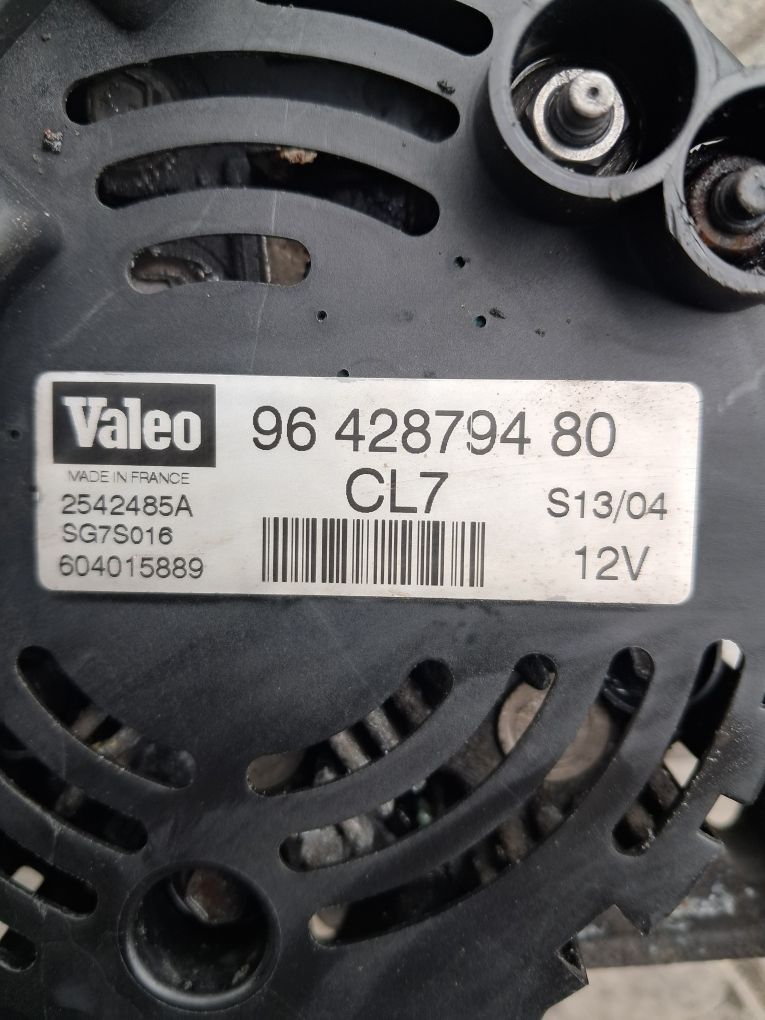 Valeo
96 428794 80
MADE IN FRANCE
CL7
2542485A
S13/04
SG7S016
604015889
12V